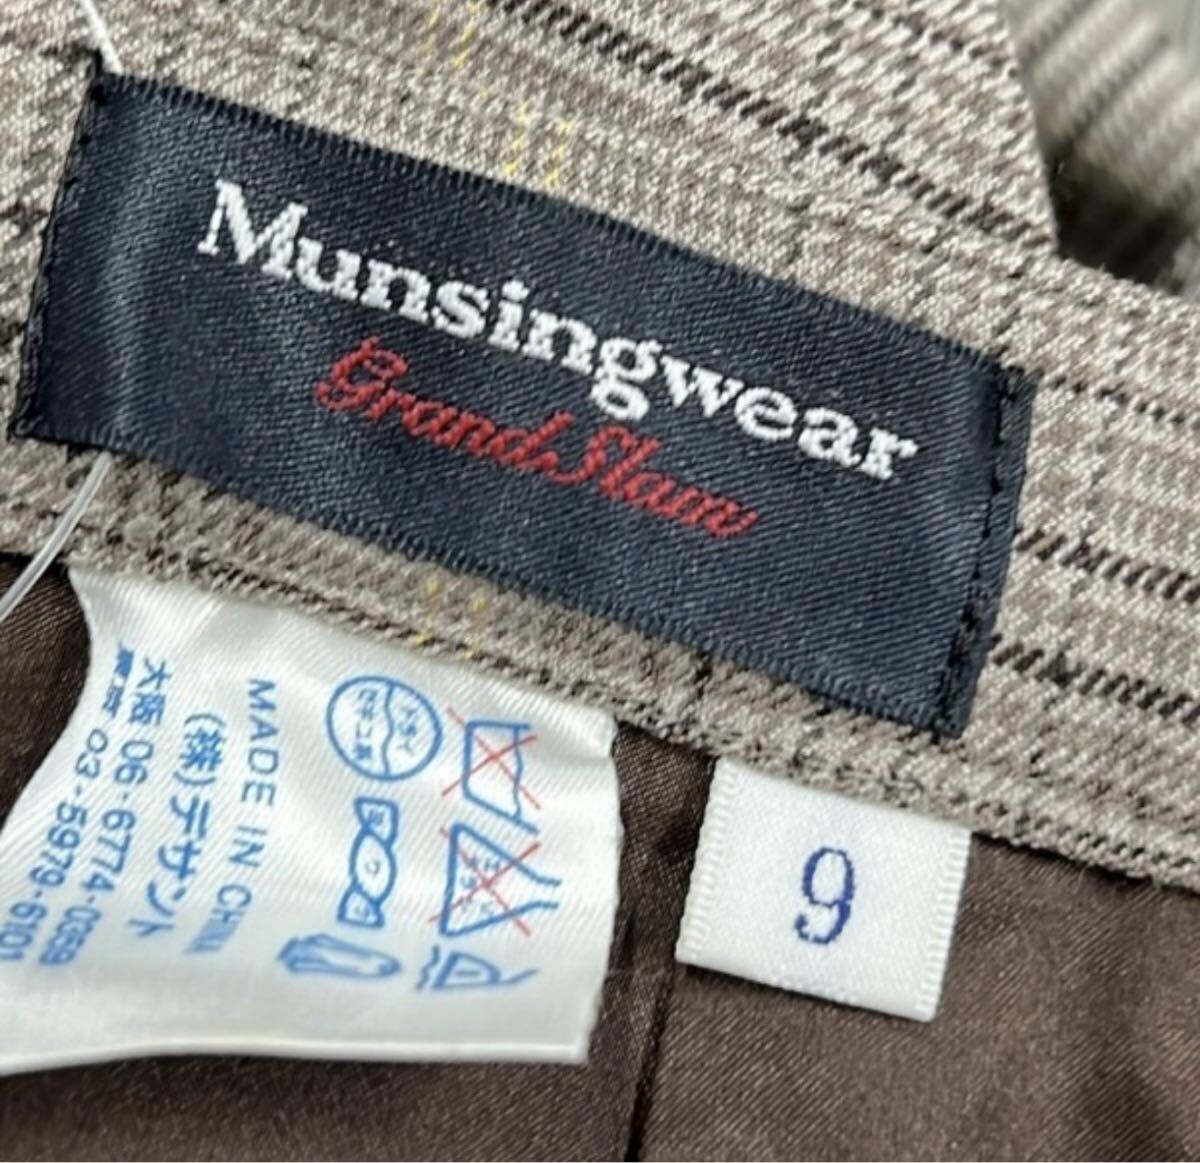 Munsingwear
Grand Slam
9
MADE IN CHINA
(株)デサント
大阪 06-6774-0359
東京 03-5979-6101